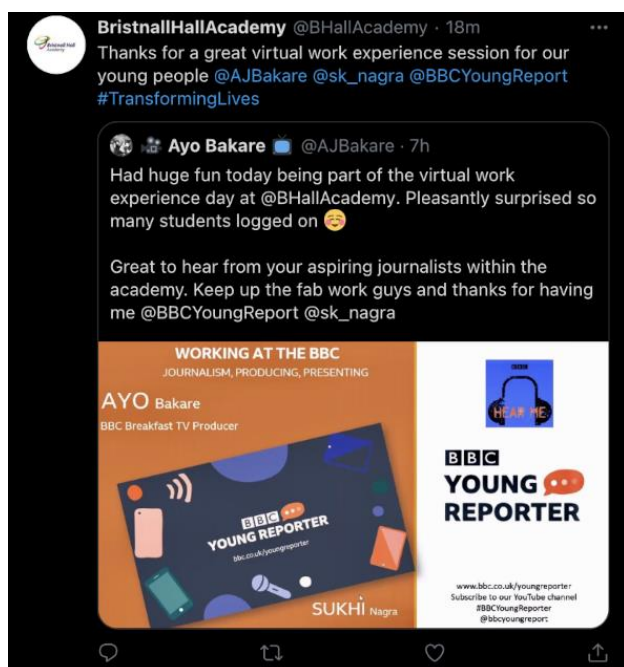 BristnallHallAcademy @BHallAcademy · 18m
Thanks for a great virtual work experience session for our
young people @AJBakare @sk_nagra @BBCYoungReport
#TransformingLives
Ayo Bakare @AJBakare · 7h
Had huge fun today being part of the virtual work
experience day at @BHallAcademy. Pleasantly surprised so
many students logged on ☺️
Great to hear from your aspiring journalists within the
academy. Keep up the fab work guys and thanks for having
me @BBCYoungReport @sk_nagra
WORKING AT THE BBC
JOURNALISM, PRODUCING, PRESENTING
AYO Bakare
BBC Breakfast TV Producer
BBC
YOUNG REPORTER
bbc.co.uk/youngreporter
SUKHi Nagra
HEAR ME
BBC
YOUNG
REPORTER
www.bbc.co.uk/youngreporter
Subscribe to our YouTube channel
#BBCYoungReporter
@bbcyoungreport